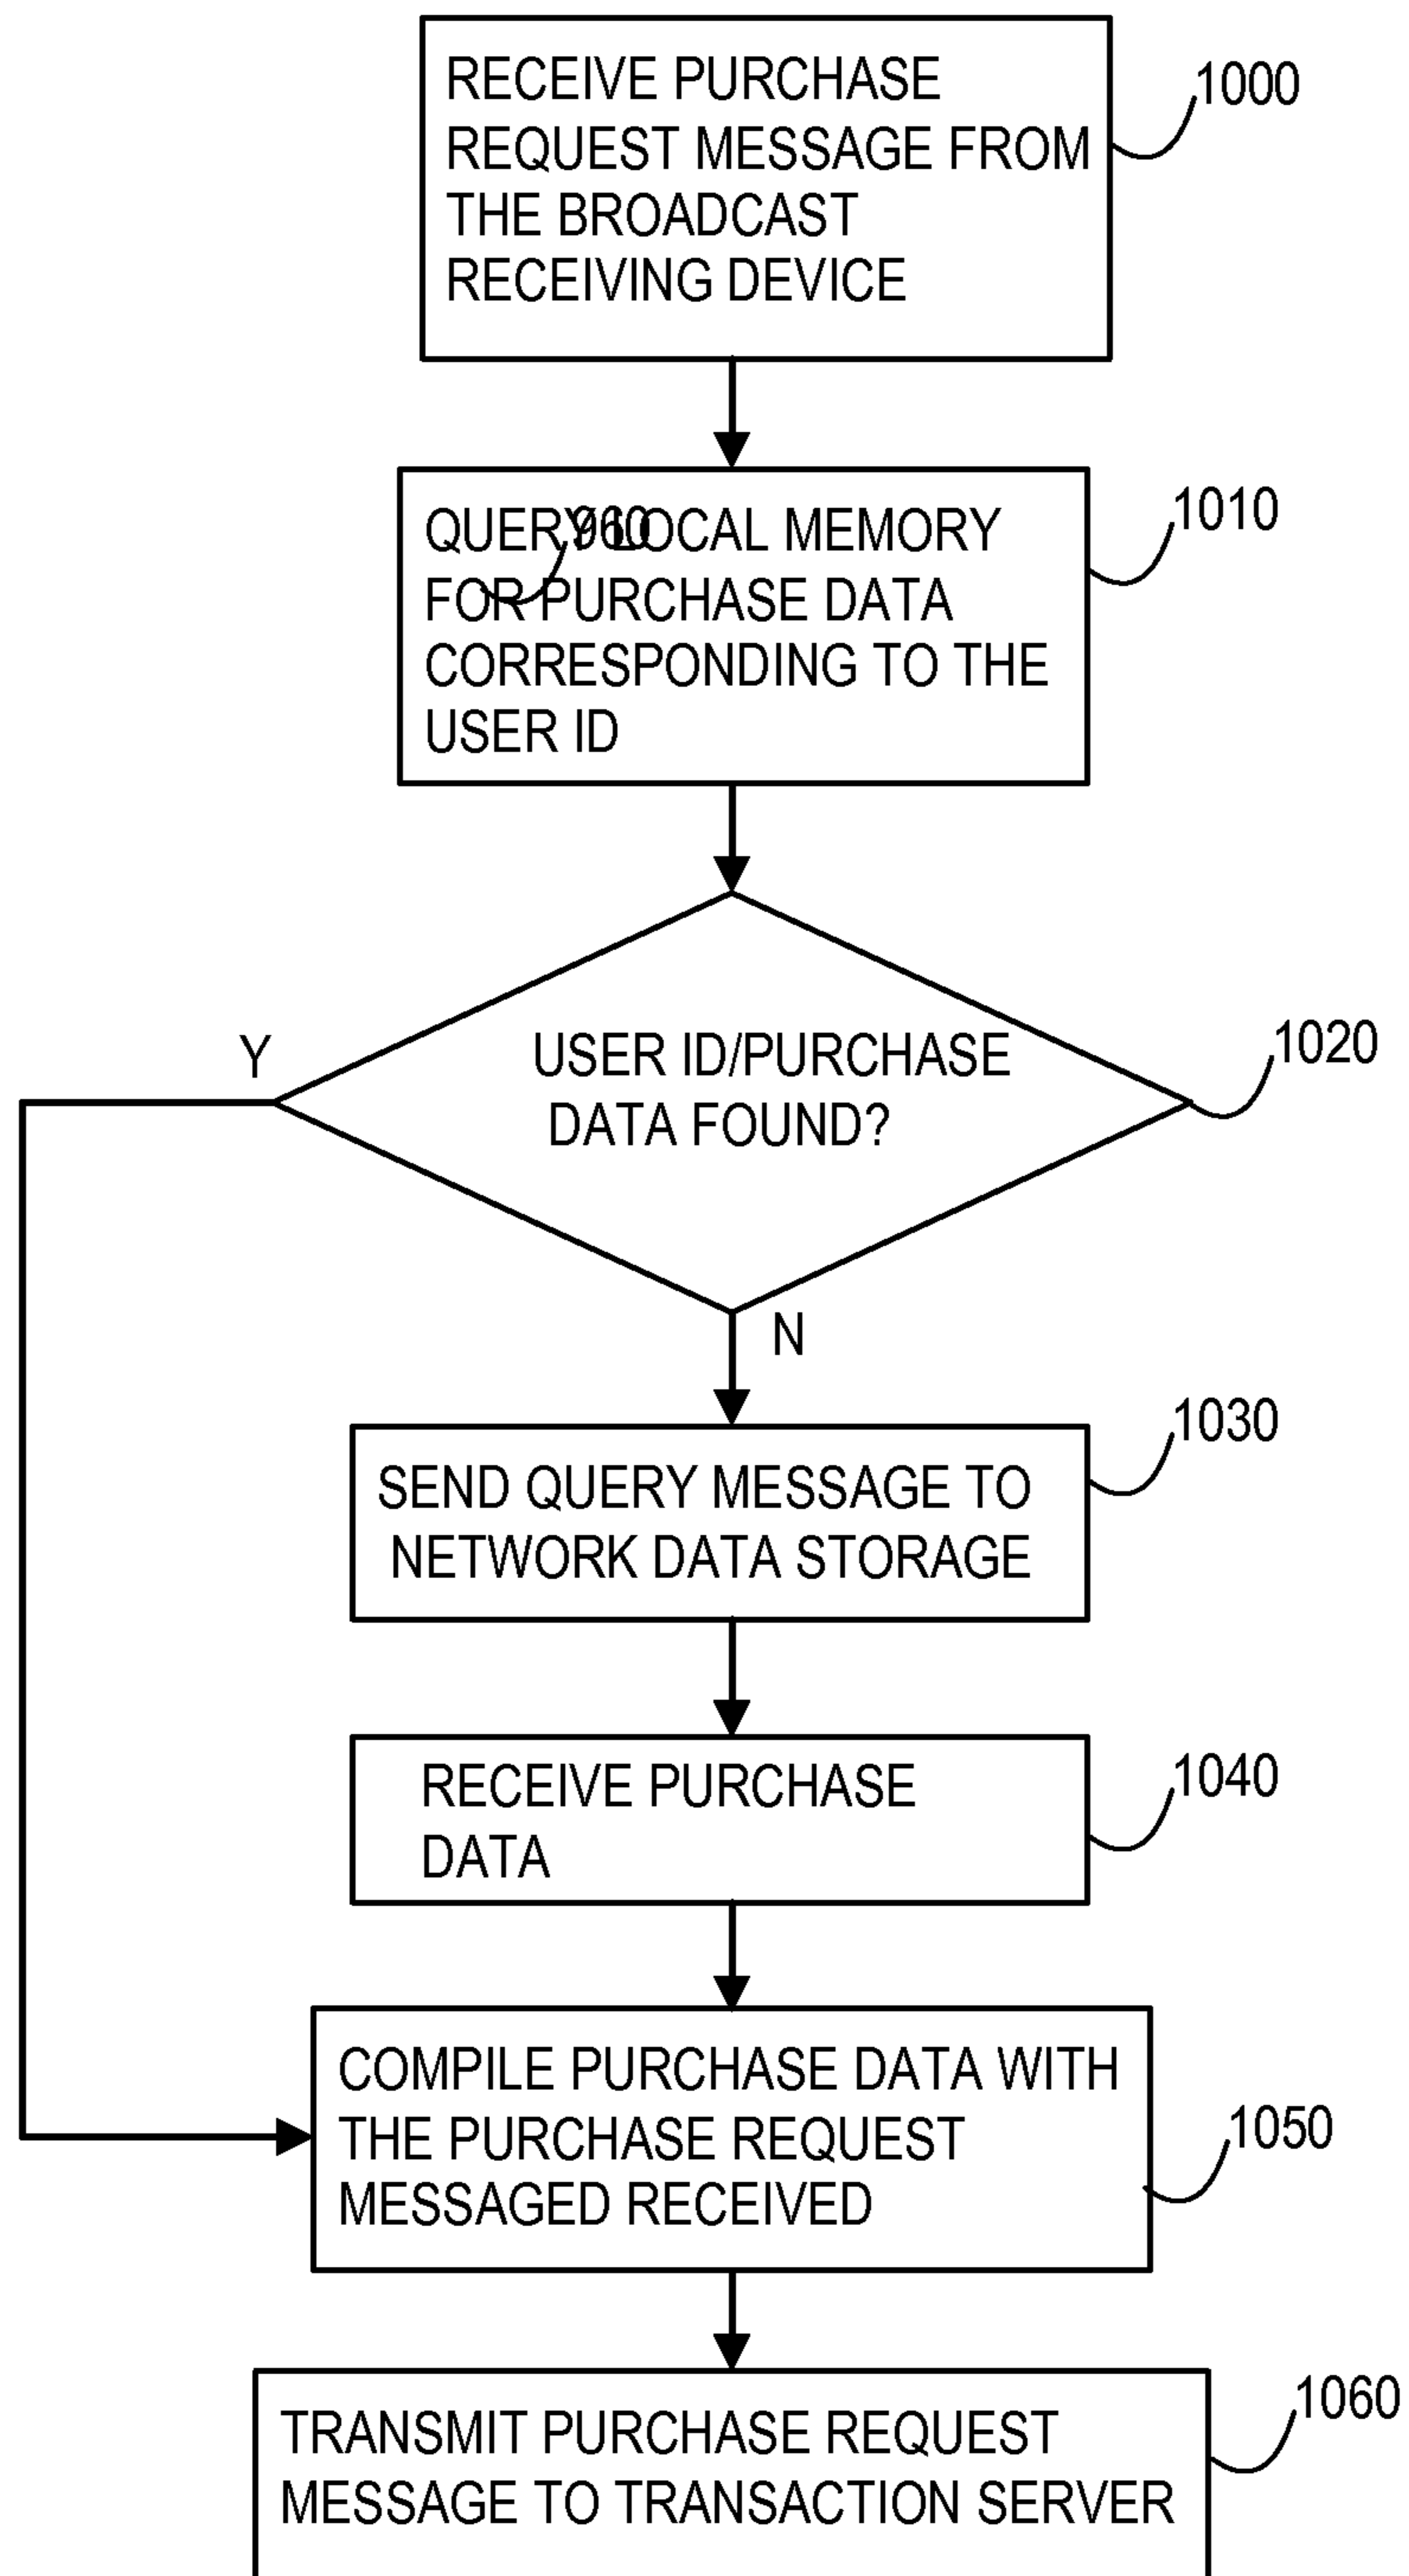 RECEIVE PURCHASE
REQUEST MESSAGE FROM
THE BROADCAST
RECEIVING DEVICE
1000
QUERY LOCAL MEMORY
FOR PURCHASE DATA
CORRESPONDING TO THE
USER ID
960
1010
USER ID/PURCHASE
DATA FOUND?
1020
Y
N
SEND QUERY MESSAGE TO
NETWORK DATA STORAGE
1030
RECEIVE PURCHASE
DATA
1040
COMPILE PURCHASE DATA WITH
THE PURCHASE REQUEST
MESSAGED RECEIVED
1050
TRANSMIT PURCHASE REQUEST
MESSAGE TO TRANSACTION SERVER
1060